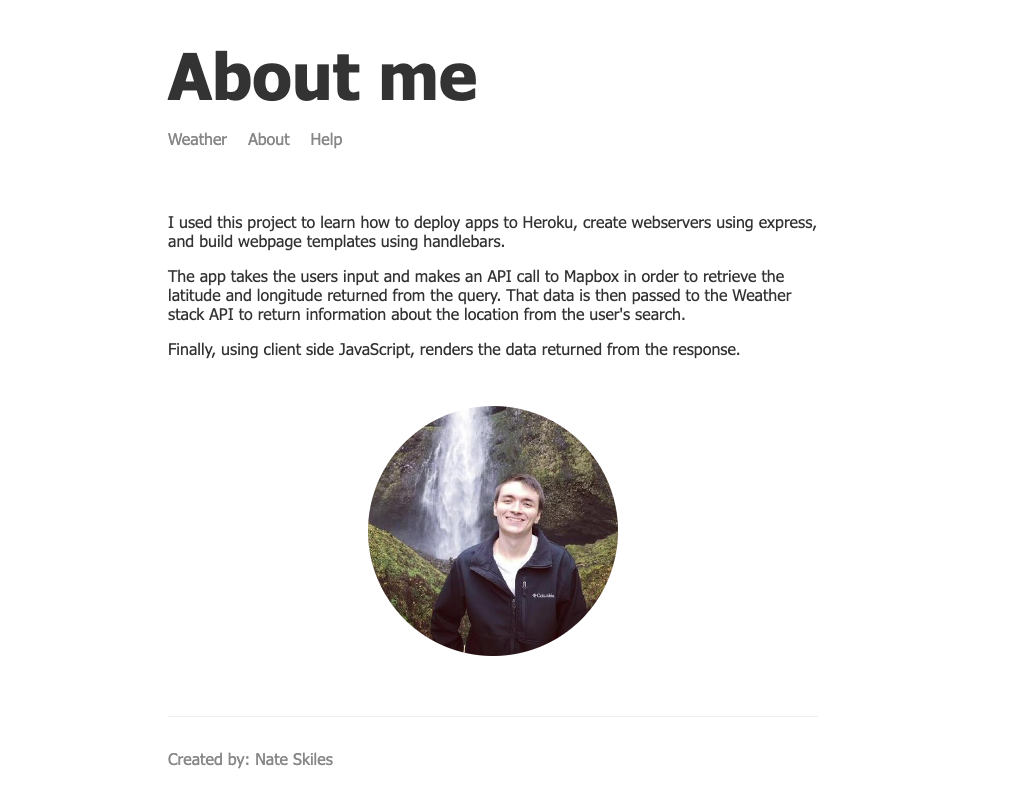 About me
Weather About Help
I used this project to learn how to deploy apps to Heroku, create webservers using express,
and build webpage templates using handlebars.
The app takes the users input and makes an API call to Mapbox in order to retrieve the
latitude and longitude returned from the query. That data is then passed to the Weather
stack API to return information about the location from the user's search.
Finally, using client side JavaScript, renders the data returned from the response.
Columbia
Created by: Nate Skiles